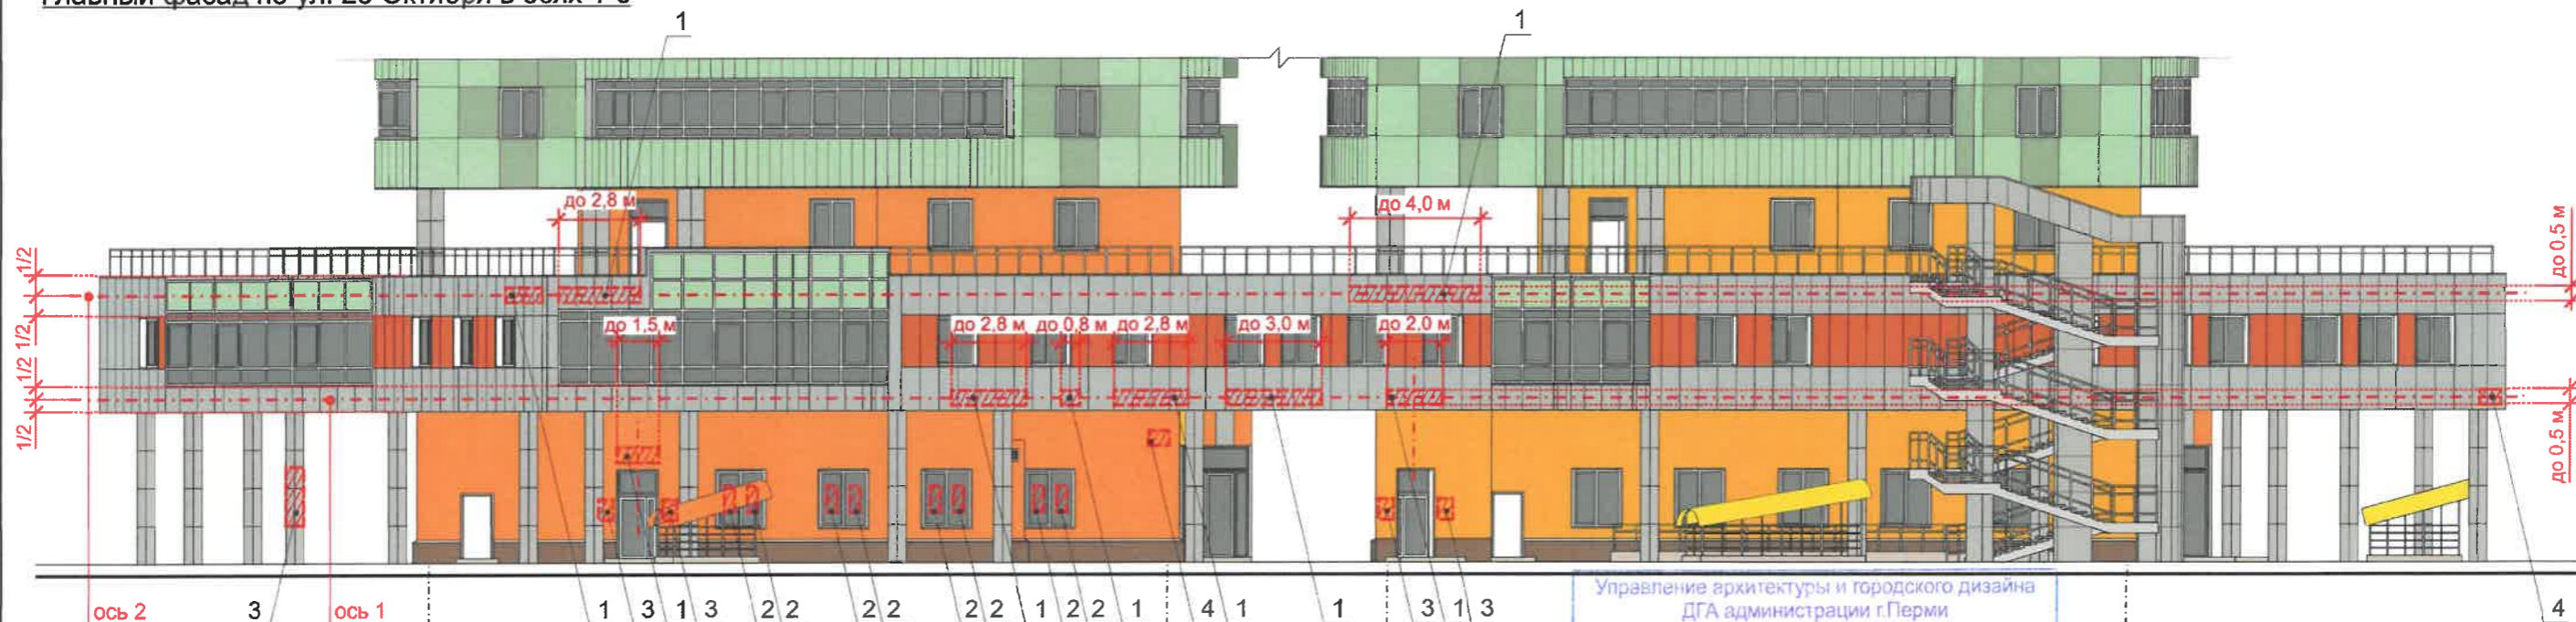 1
1
до 2,8 м
до 4,0 м
1/2
1/2
1/2
1/2
до 0,5 м
до 0,5 м
до 1,5 м
до 2,8 м
до 0,8 м
до 2,8 м
до 3,0 м
до 2,0 м
ось 2
3
ось 1
1 3 1 3 2 2 2 2 2 2 1 2 2 1 4 1 1 3 1 3
4
Управление архитектуры и городского дизайна
ДГА администрации г.Перми